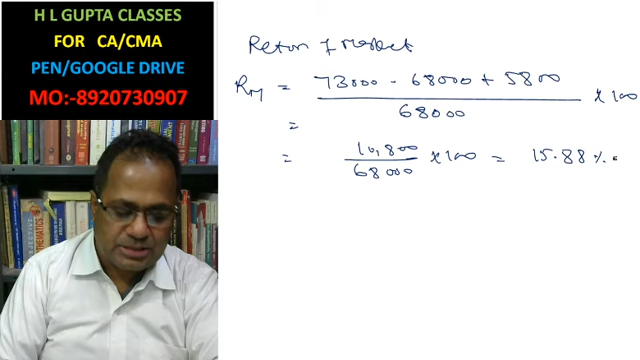 H L GUPTA CLASSES
FOR CA/CMA
PEN/GOOGLE DRIVE
MO:-8920730907
Return of market
RM = 73000 - 68000 + 5800 / 68000 × 100
=
= 10,800 / 68000 × 100 = 15.88 %.